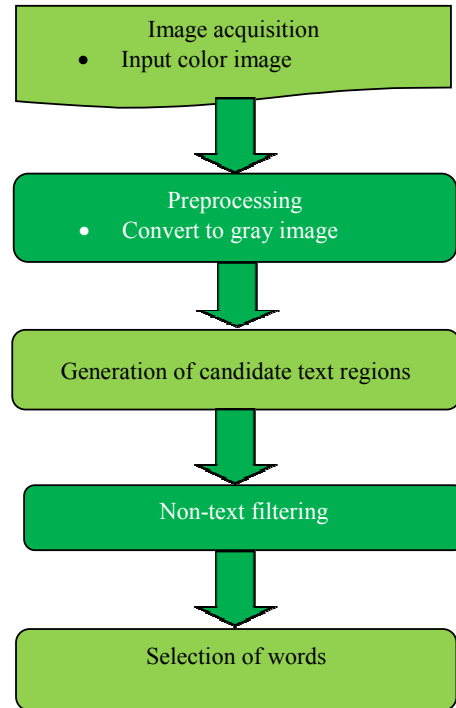 Image acquisition
• Input color image
Preprocessing
• Convert to gray image
Generation of candidate text regions
Non-text filtering
Selection of words